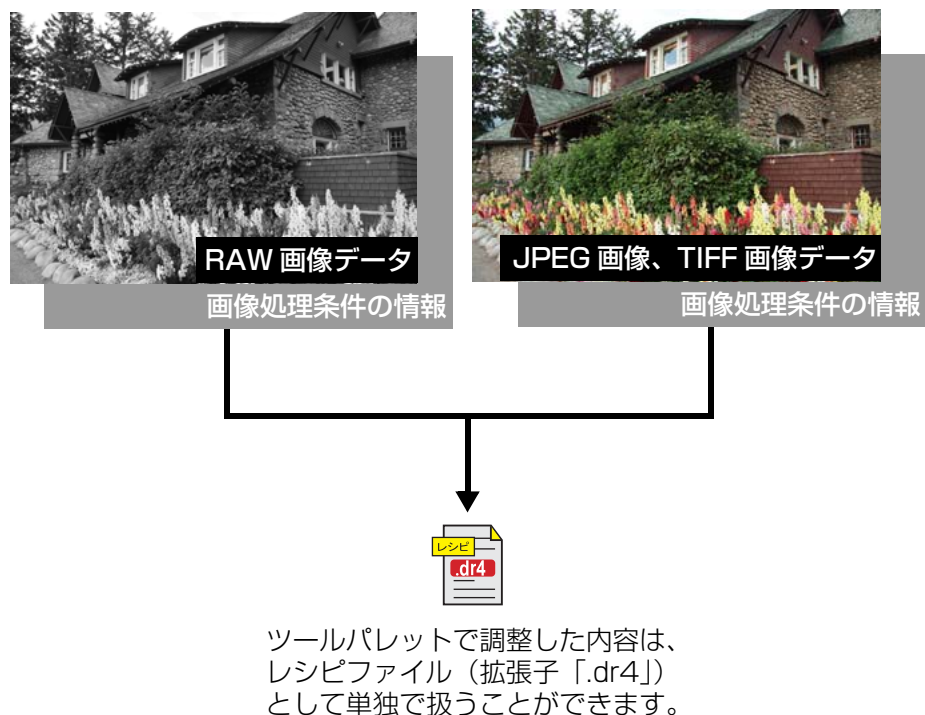 RAW 画像データ
画像処理条件の情報
JPEG 画像、TIFF 画像データ
画像処理条件の情報
レシピ
.dr4
ツールパレットで調整した内容は、
レシピファイル（拡張子「.dr4」）
として単独で扱うことができます。